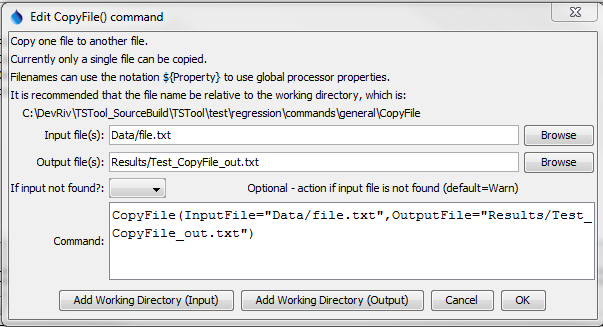 Edit CopyFile() command
Copy one file to another file.
Currently only a single file can be copied.
Filenames can use the notation ${Property} to use global processor properties.
It is recommended that the file name be relative to the working directory, which is:
C:\DevRiv\TSTool_SourceBuild\TSTool\test\regression\commands\general\CopyFile
Input file(s): Data/file.txt Browse
Output file(s): Results/Test_CopyFile_out.txt Browse
If input not found?: Optional - action if input file is not found (default=Warn)
Command: CopyFile(InputFile="Data/file.txt",OutputFile="Results/Test_
CopyFile_out.txt")
Add Working Directory (Input) Add Working Directory (Output) Cancel OK